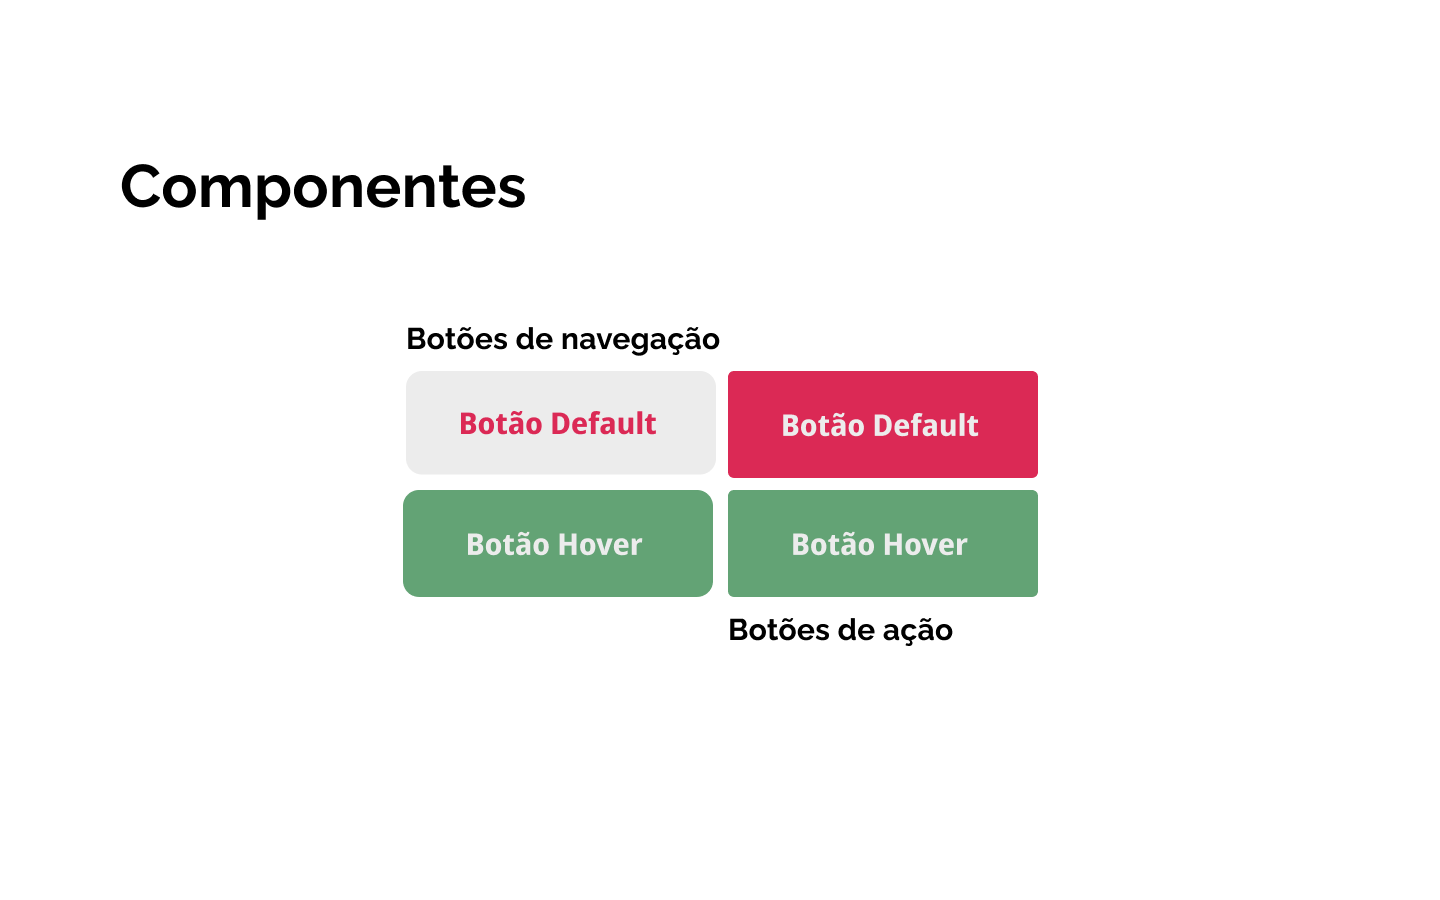 Componentes
Botões de navegação
Botão Default
Botão Default
Botão Hover
Botão Hover
Botões de ação